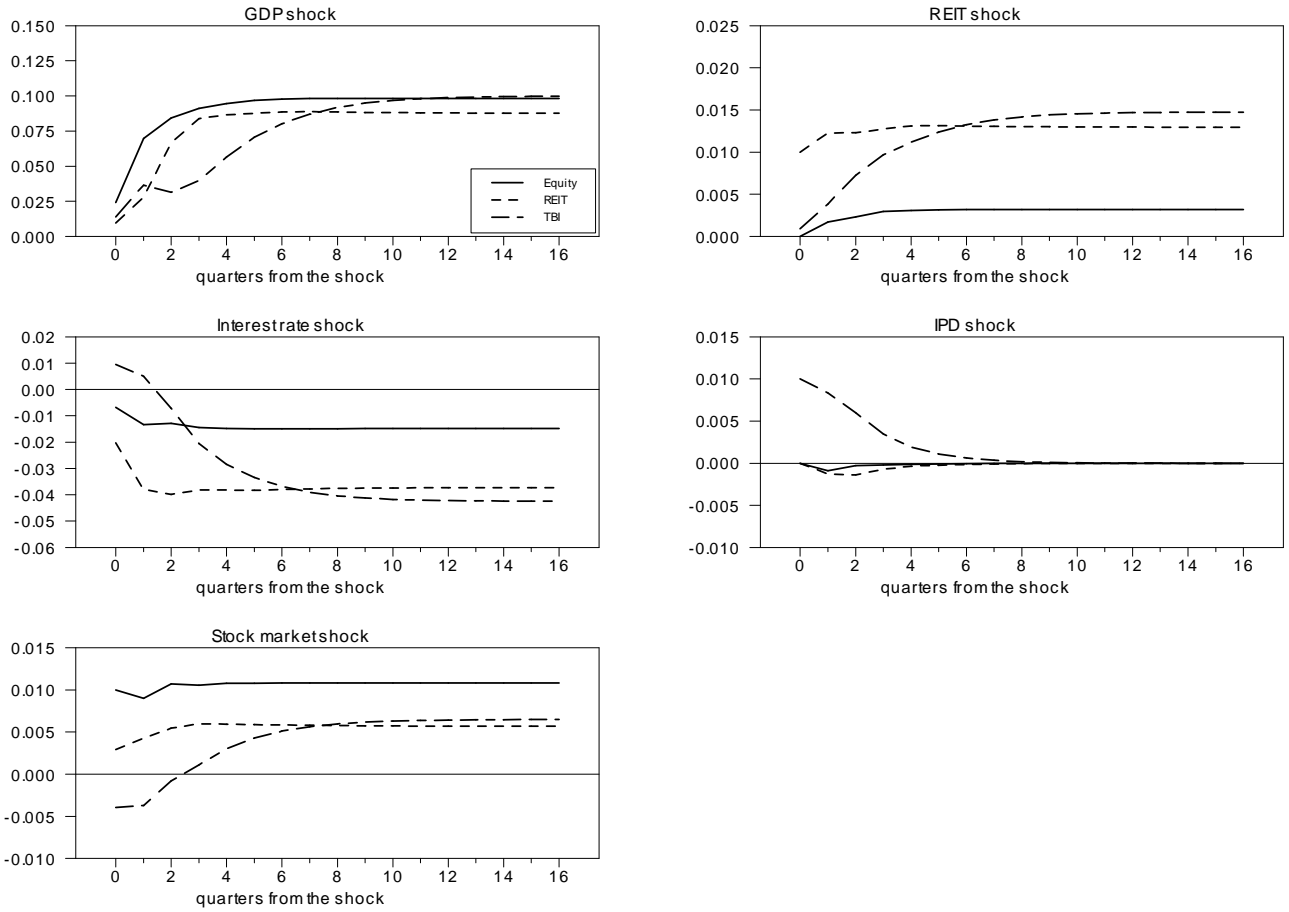 GDP shock
0.150
0.125
0.100
0.075
0.050
0.025
0.000
Equity
REIT
TBI
0 2 4 6 8 10 12 14 16
quarters from the shock
REIT shock
0.025
0.020
0.015
0.010
0.005
0.000
0 2 4 6 8 10 12 14 16
quarters from the shock
Interest rate shock
0.02
0.01
0.00
-0.01
-0.02
-0.03
-0.04
-0.05
-0.06
0 2 4 6 8 10 12 14 16
quarters from the shock
IPD shock
0.015
0.010
0.005
0.000
-0.005
-0.010
0 2 4 6 8 10 12 14 16
quarters from the shock
Stock market shock
0.015
0.010
0.005
0.000
-0.005
-0.010
0 2 4 6 8 10 12 14 16
quarters from the shock